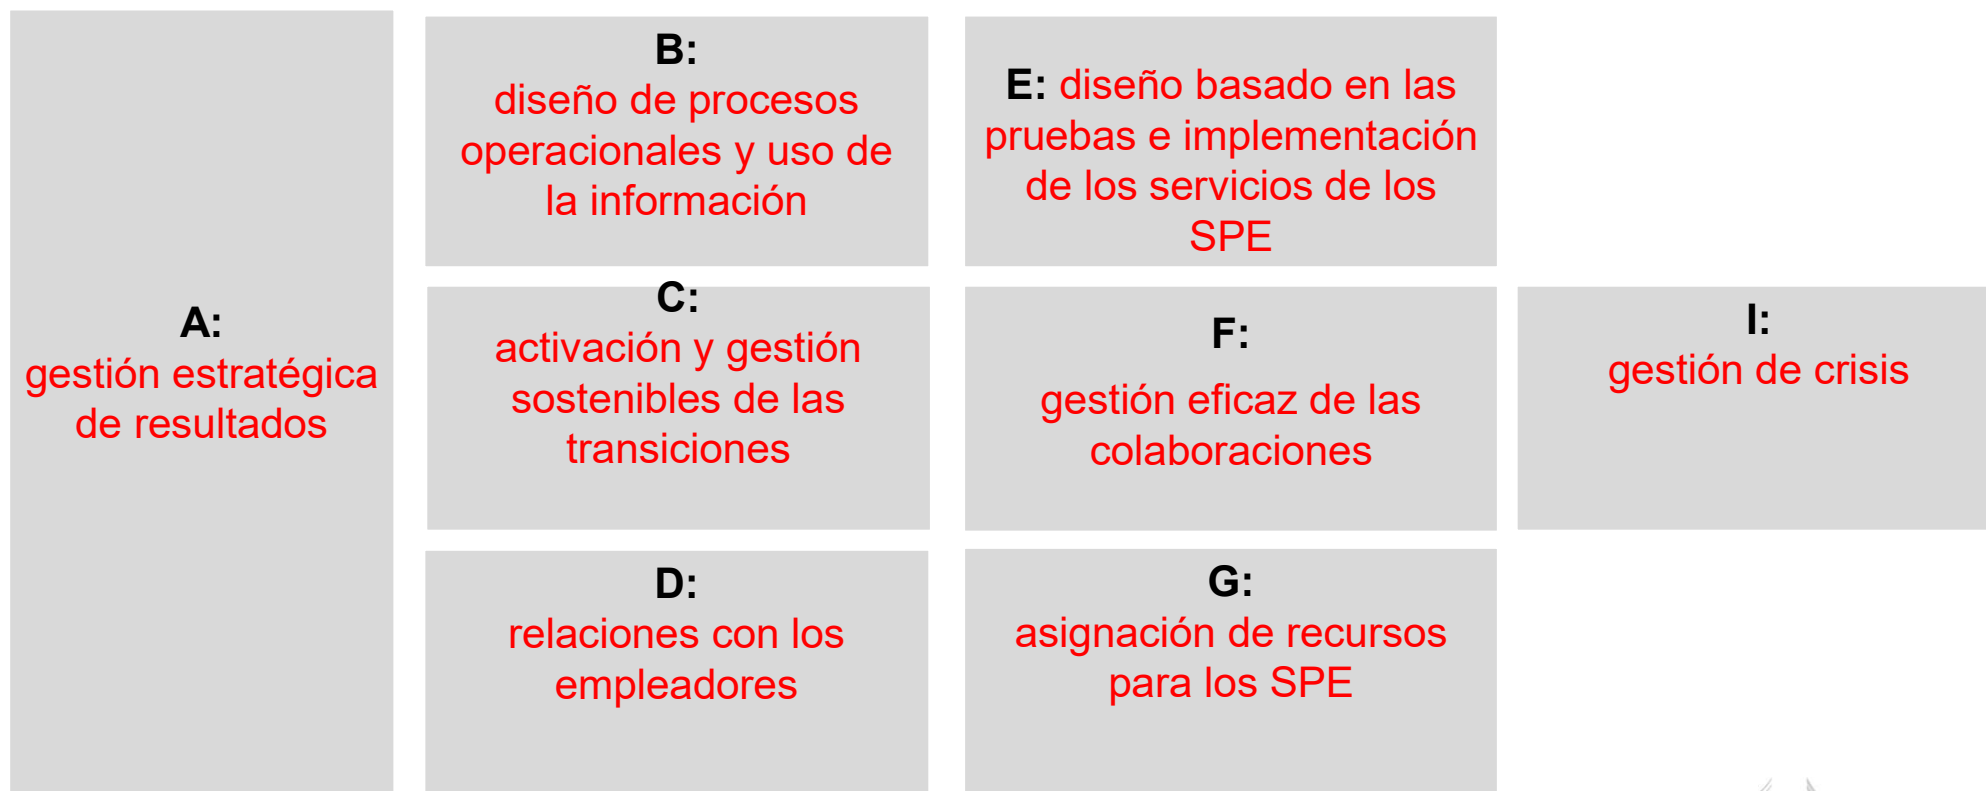 A:
gestión estratégica
de resultados
B:
diseño de procesos
operacionales y uso de
la información
C:
activación y gestión
sostenibles de las
transiciones
D:
relaciones con los
empleadores
E: diseño basado en las
pruebas e implementación
de los servicios de los
SPE
F:
gestión eficaz de las
colaboraciones
G:
asignación de recursos
para los SPE
I:
gestión de crisis